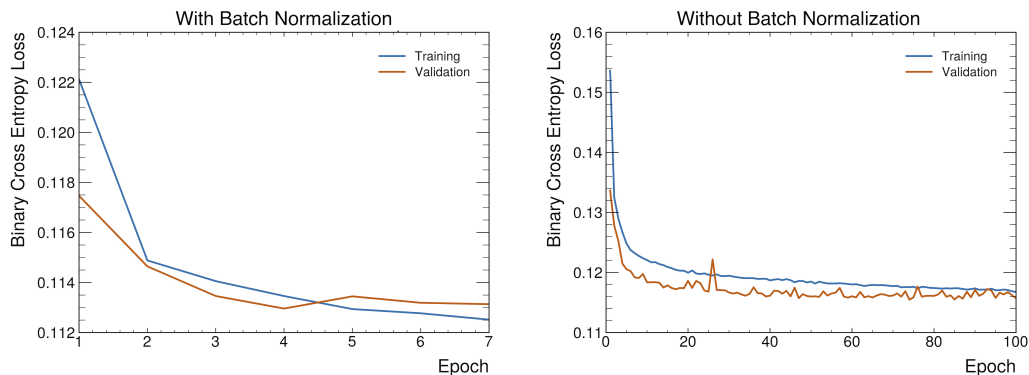 With Batch Normalization
Binary Cross Entropy Loss
0.124
0.122
0.120
0.118
0.116
0.114
0.112
Training
Validation
1 2 3 4 5 6 7
Epoch
Without Batch Normalization
Binary Cross Entropy Loss
0.16
0.15
0.14
0.13
0.12
0.11
Training
Validation
0 20 40 60 80 100
Epoch